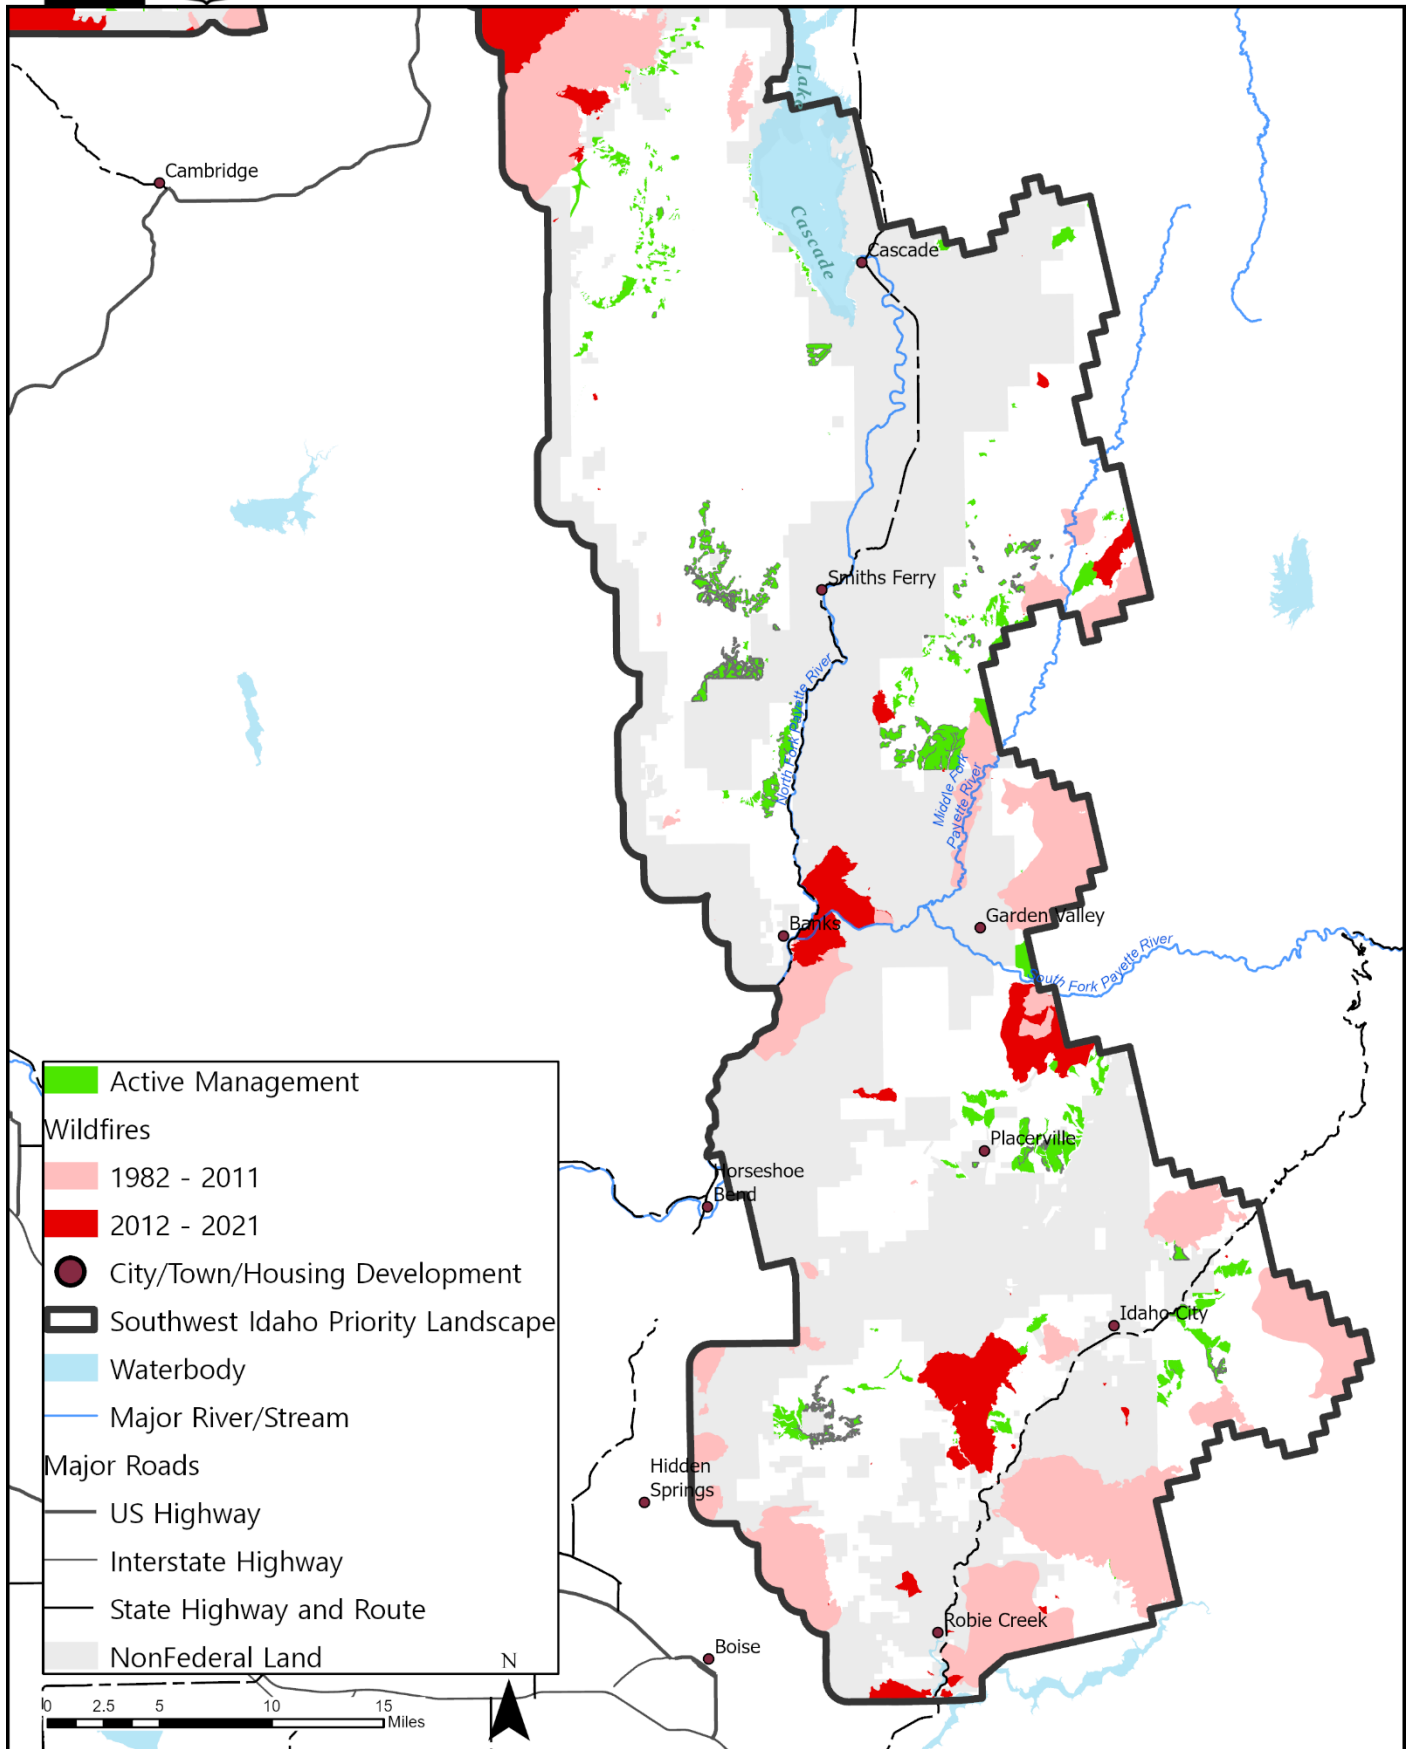 Lake
Cascade
Cambridge
Cascade
Smiths Ferry
North Fork Payette River
Middle Fork
Payette River
Garden Valley
Banks
South Fork Payette River
Placerville
Horseshoe
Bend
Idaho City
Hidden
Springs
Robie Creek
Boise
Active Management
Wildfires
1982 - 2011
2012 - 2021
City/Town/Housing Development
Southwest Idaho Priority Landscape
Waterbody
Major River/Stream
Major Roads
US Highway
Interstate Highway
State Highway and Route
NonFederal Land
N
0 2.5 5 10 15
Miles